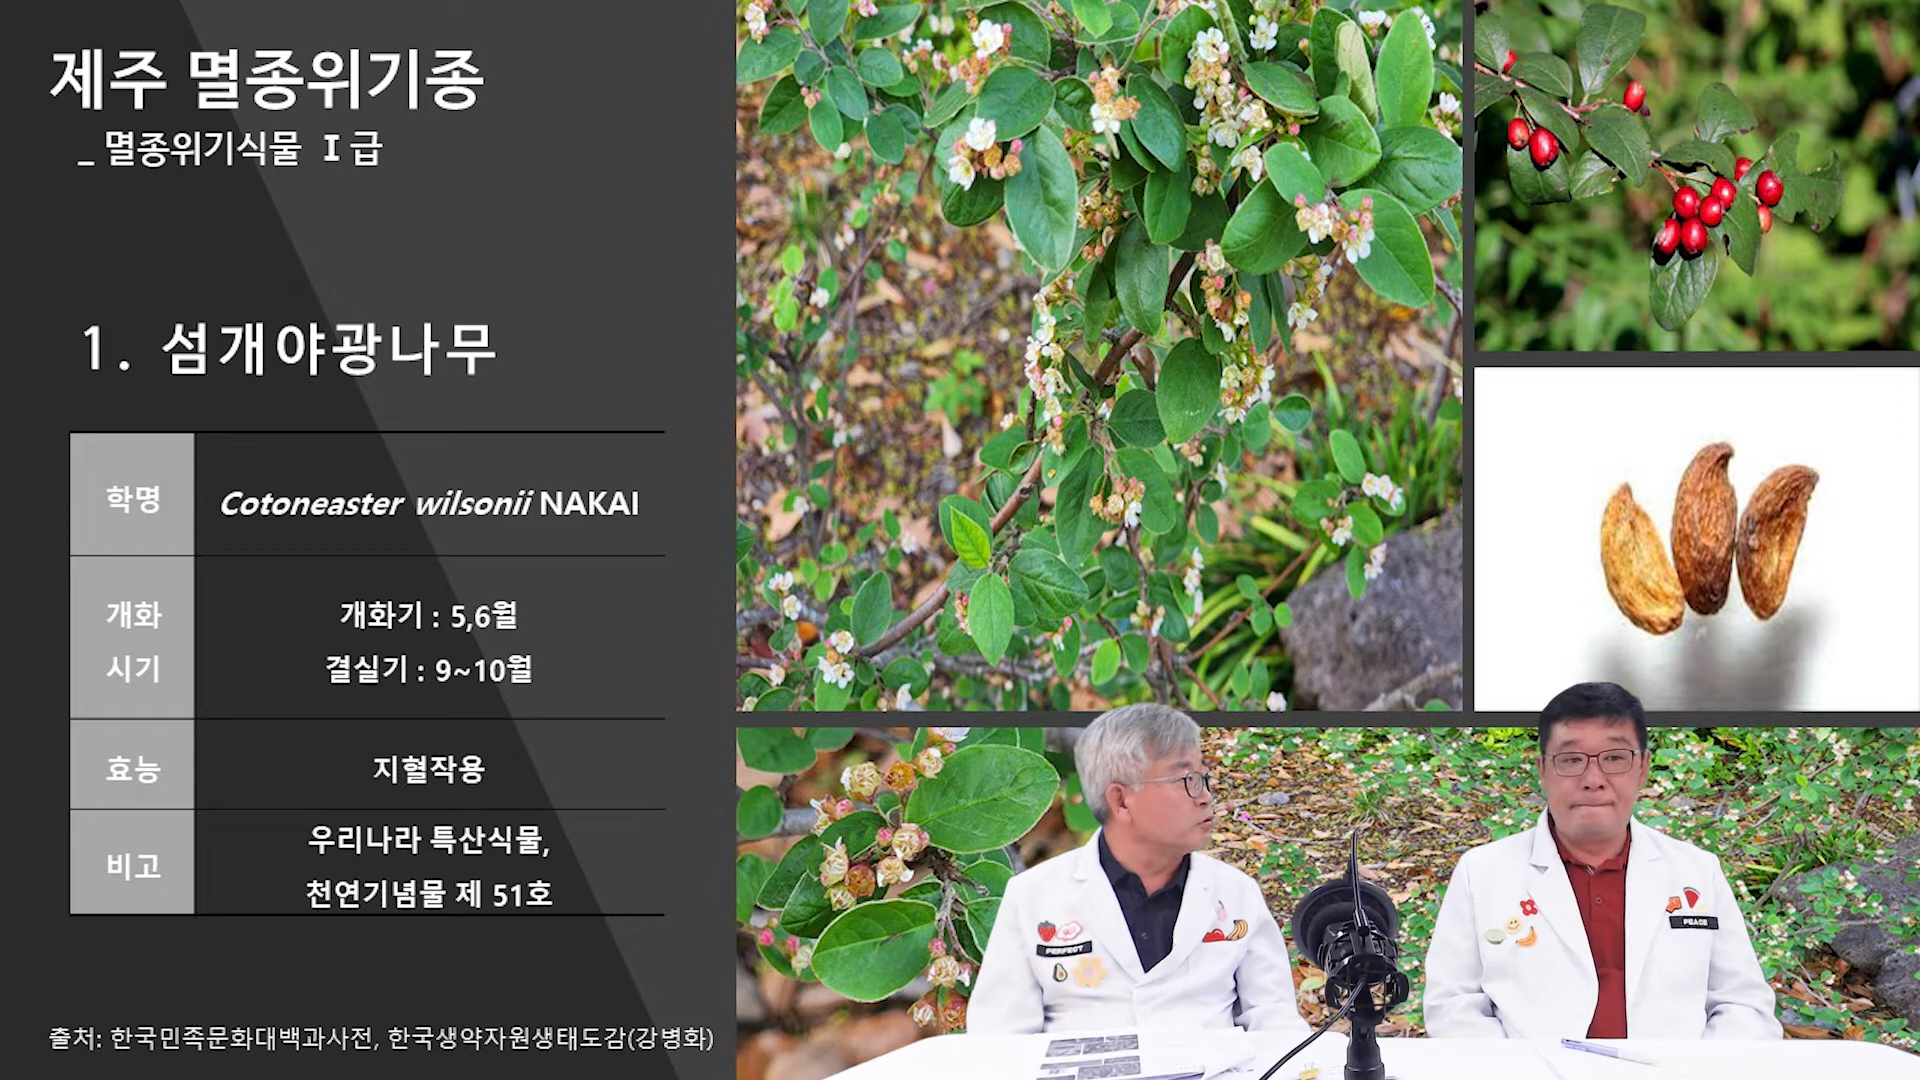 제주 멸종위기종
_ 멸종위기식물 Ⅰ급
1. 섬개야광나무
학명
Cotoneaster wilsonii NAKAI
개화
시기
개화기 : 5,6월
결실기 : 9~10월
효능
지혈작용
비고
우리나라 특산식물,
천연기념물 제 51호
출처: 한국민족문화대백과사전, 한국생약자원생태도감(강병화)
PERFECT
PEACE